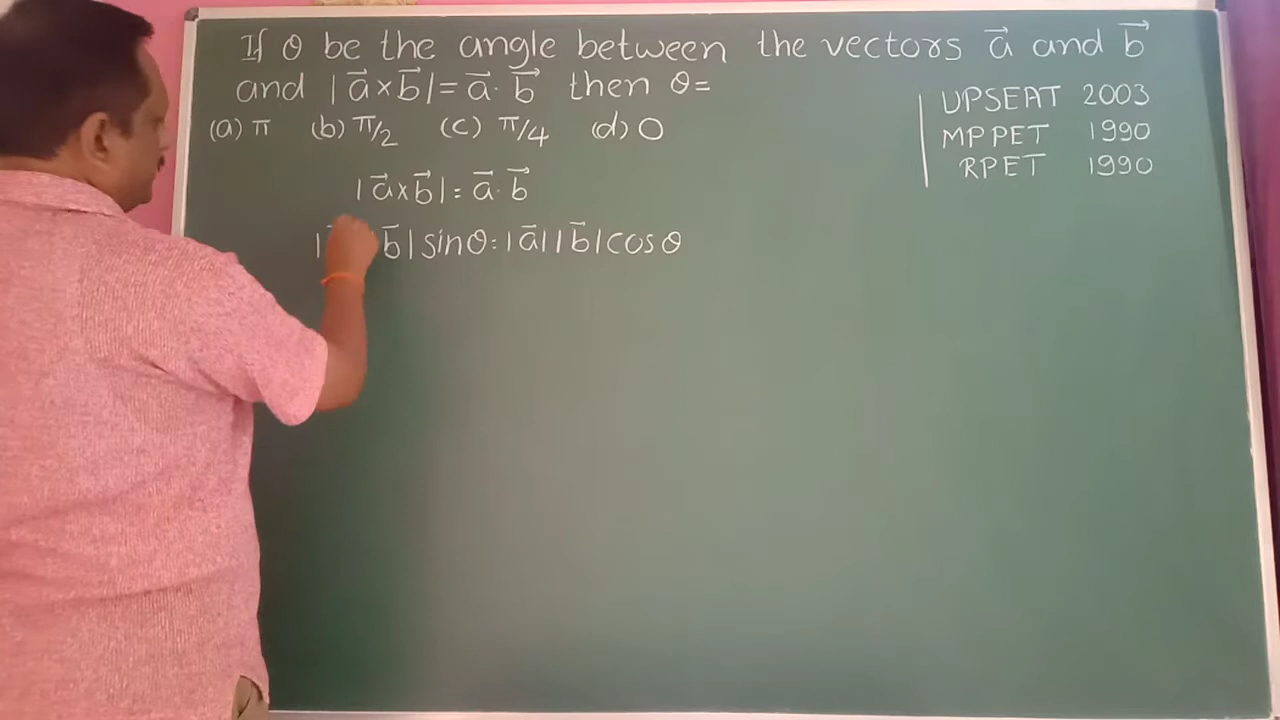 If θ be the angle between the vectors a⃗ and b⃗
and |a⃗×b⃗|=a⃗·b⃗ then θ=
(a) π (b) π/2 (c) π/4 (d) 0
UPSEAT 2003
MPPET 1990
RPET 1990
|a⃗×b⃗|=a⃗·b⃗
| b⃗|sinθ=|a⃗||b⃗|cosθ